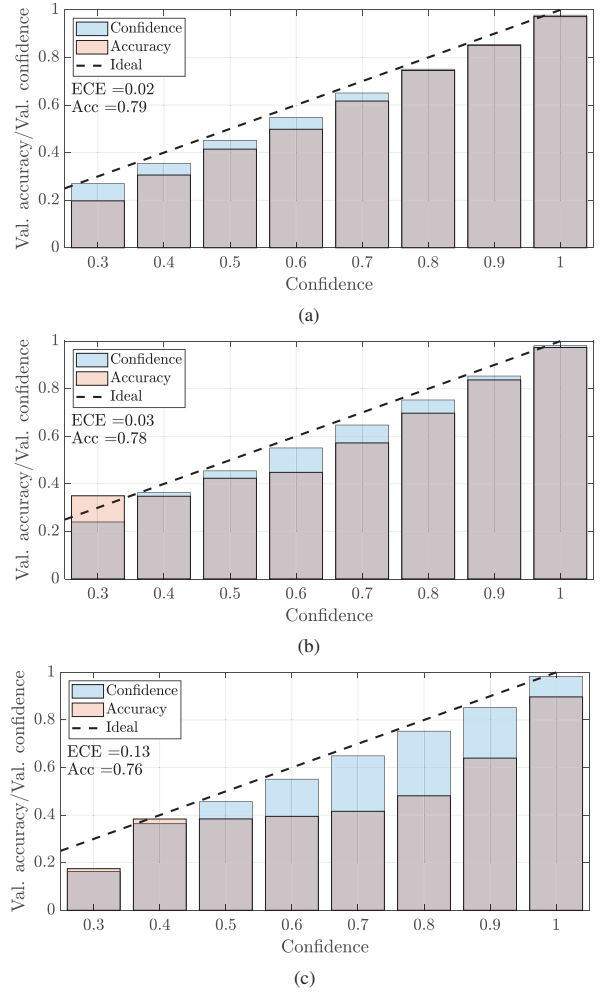 1
0.8
0.6
0.4
0.2
0
Val. accuracy/Val. confidence
Confidence
Accuracy
Ideal
ECE =0.02
Acc =0.79
0.3 0.4 0.5 0.6 0.7 0.8 0.9 1
Confidence
(a)
1
0.8
0.6
0.4
0.2
0
Val. accuracy/Val. confidence
Confidence
Accuracy
Ideal
ECE =0.03
Acc =0.78
0.3 0.4 0.5 0.6 0.7 0.8 0.9 1
Confidence
(b)
1
0.8
0.6
0.4
0.2
0
Val. accuracy/Val. confidence
Confidence
Accuracy
Ideal
ECE =0.13
Acc =0.76
0.3 0.4 0.5 0.6 0.7 0.8 0.9 1
Confidence
(c)